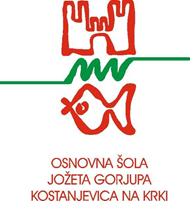 OSNOVNA ŠOLA
JOŽETA GORJUPA
KOSTANJEVICA NA KRKI